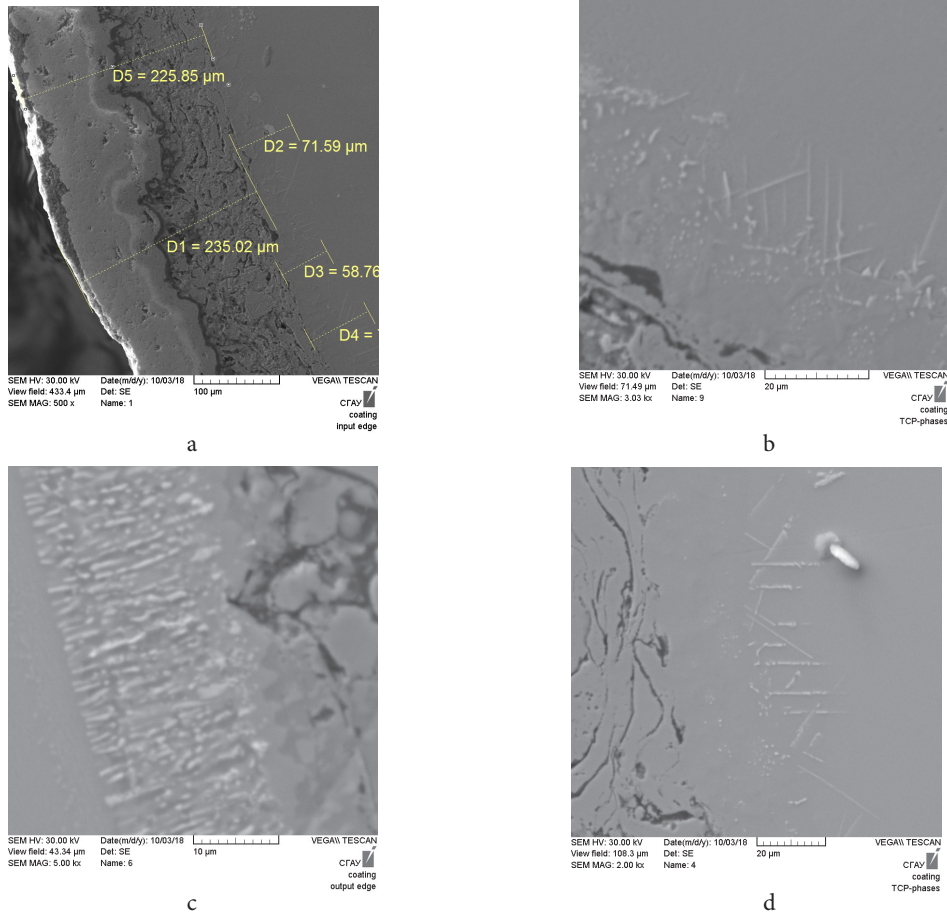 D5 = 225.85 µm
D2 = 71.59 µm
D1 = 235.02 µm
D3 = 58.76
D4 =
SEM HV: 30.00 kV Date(m/d/y): 10/03/18 VEGA\\ TESCAN
View field: 433.4 µm Det: SE 100 µm
SEM MAG: 500 x Name: 1 СГАУ
coating
input edge
a
SEM HV: 30.00 kV Date(m/d/y): 10/03/18 VEGA\\ TESCAN
View field: 71.49 µm Det: SE 20 µm
SEM MAG: 3.03 kx Name: 9 СГАУ
coating
TCP-phases
b
SEM HV: 30.00 kV Date(m/d/y): 10/03/18 VEGA\\ TESCAN
View field: 43.34 µm Det: SE 10 µm
SEM MAG: 5.00 kx Name: 6 СГАУ
coating
output edge
c
SEM HV: 30.00 kV Date(m/d/y): 10/03/18 VEGA\\ TESCAN
View field: 108.3 µm Det: SE 20 µm
SEM MAG: 2.00 kx Name: 4 СГАУ
coating
TCP-phases
d